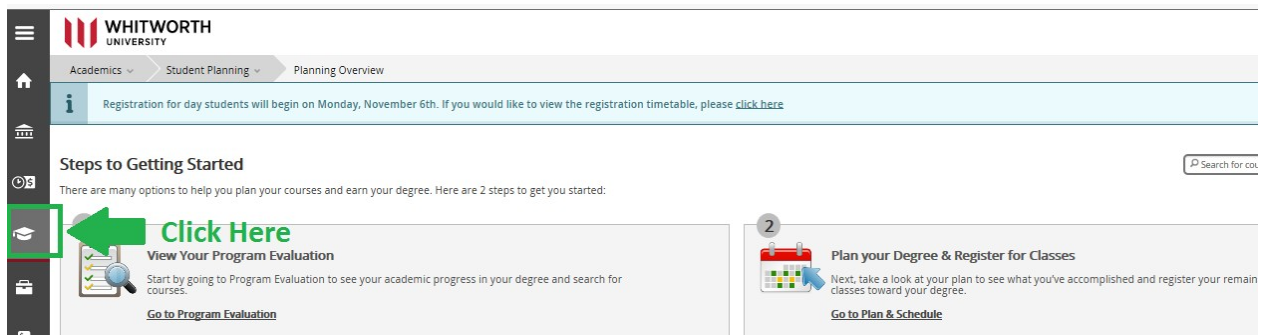 WHITWORTH
UNIVERSITY
Academics Student Planning Planning Overview
i Registration for day students will begin on Monday, November 6th. If you would like to view the registration timetable, please click here
Steps to Getting Started
Search for cou
There are many options to help you plan your courses and earn your degree. Here are 2 steps to get you started:
Click Here
View Your Program Evaluation
Start by going to Program Evaluation to see your academic progress in your degree and search for
courses.
Go to Program Evaluation
2
Plan your Degree & Register for Classes
Next, take a look at your plan to see what you've accomplished and register your remain
classes toward your degree.
Go to Plan & Schedule